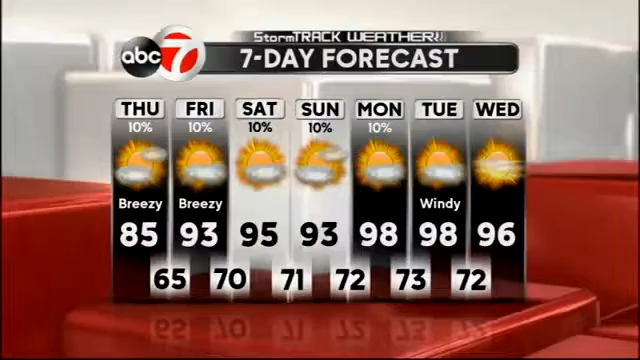 StormTRACK WEATHER
abc 7
7-DAY FORECAST
THU FRI SAT SUN MON TUE WED
10% 10% 10% 10% 10%
Breezy Breezy Windy
85 93 95 93 98 98 96
65 70 71 72 73 72